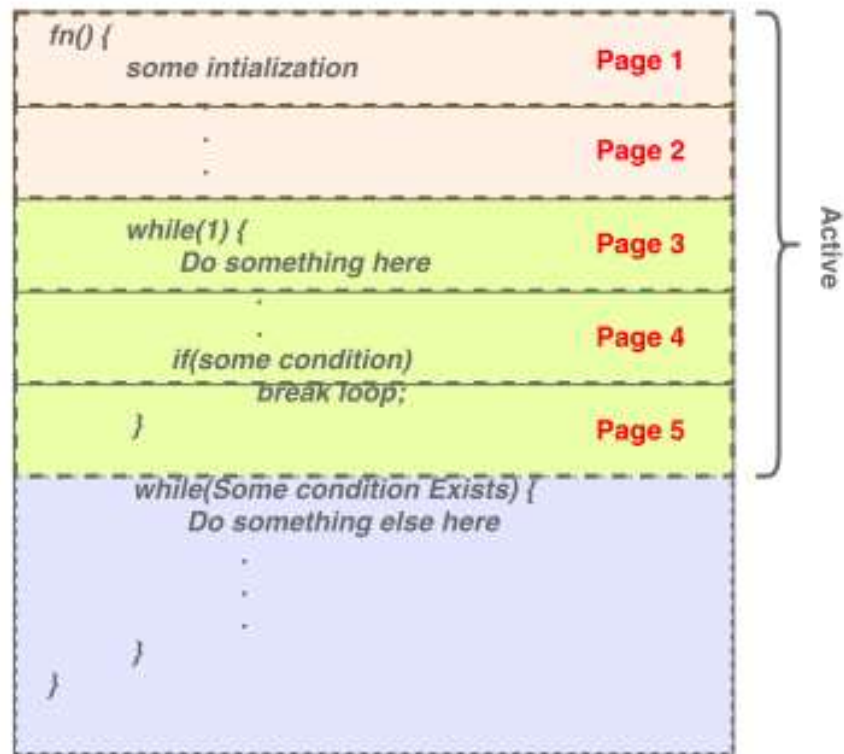 fn() {
some intialization
Page 1
.
.
Page 2
while(1) {
Do something here
Page 3
.
.
if(some condition)
Page 4
break loop;
}
Page 5
Active
while(Some condition Exists) {
Do something else here
.
.
.
}
}